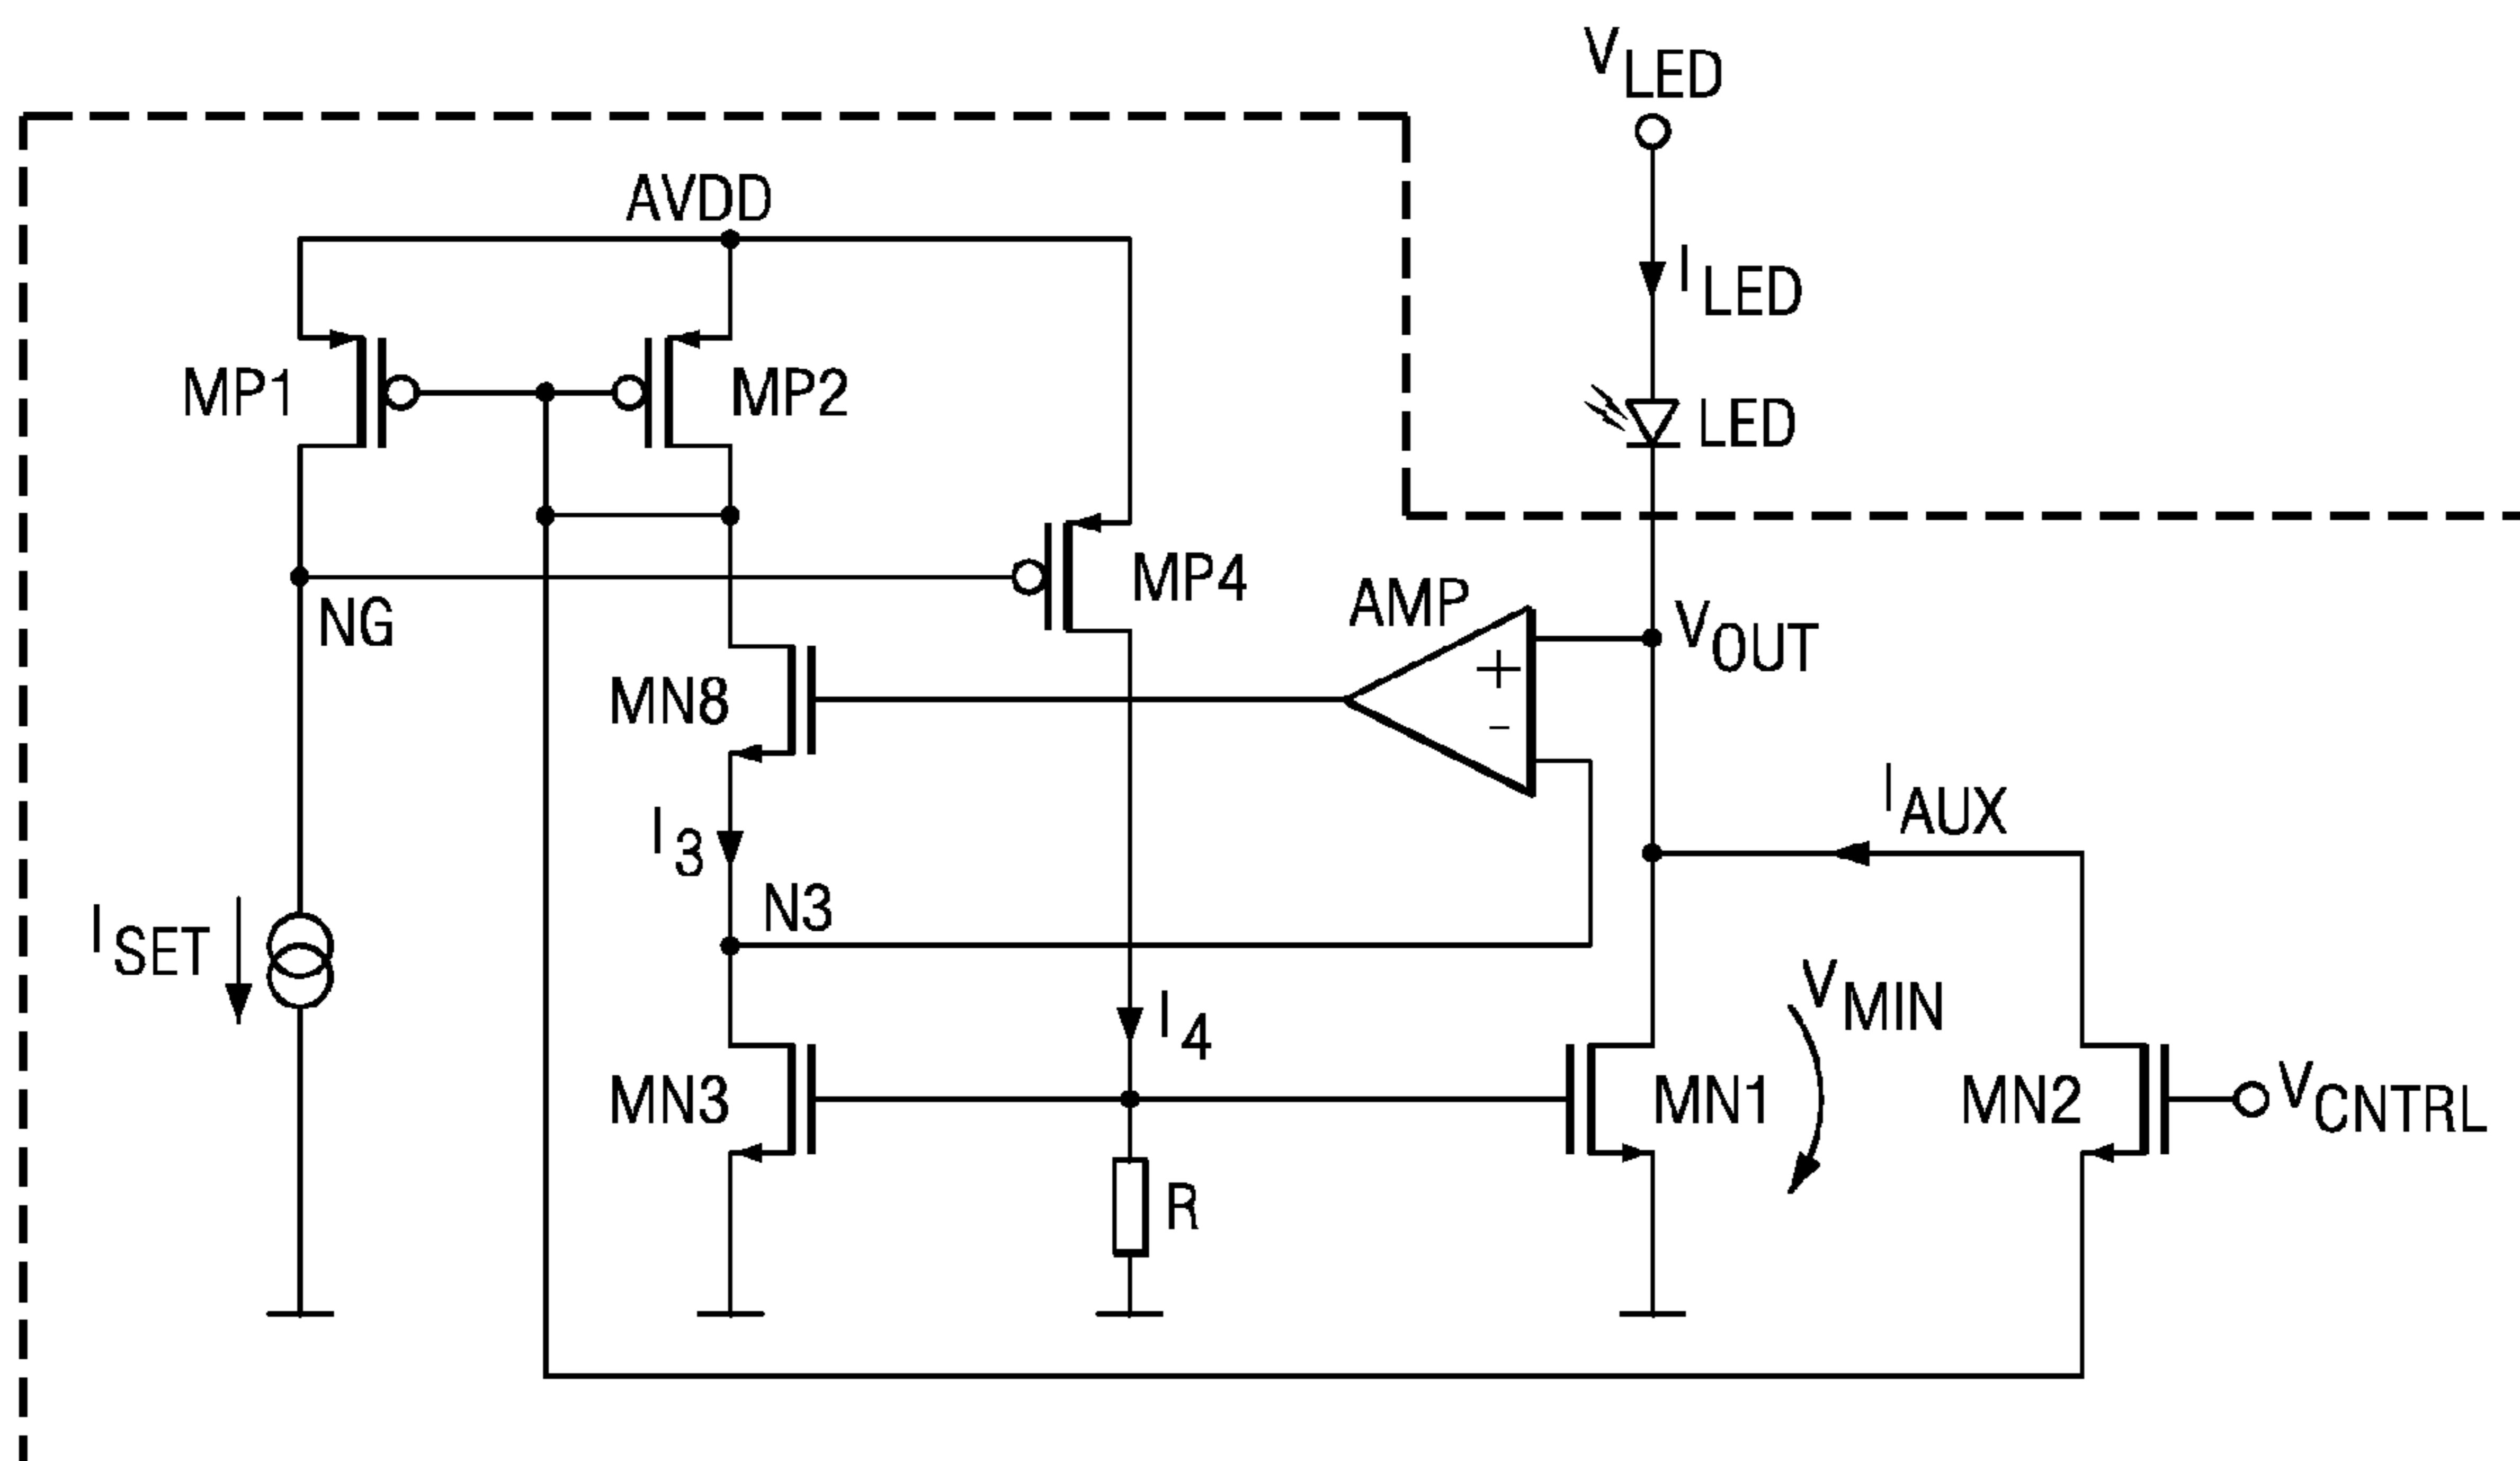 VLED
AVDD
ILED
MP1
MP2
LED
MP4
AMP
NG
VOUT
+
MN8
-
IAUX
I3
N3
ISET
VMIN
I4
MN3
MN1
MN2
VCNTRL
R